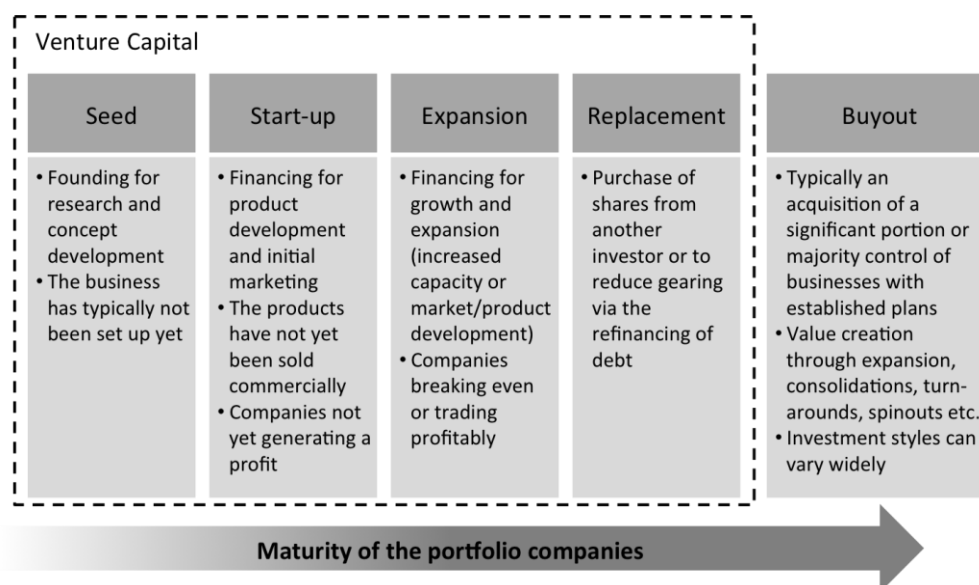 Venture Capital
Seed
• Founding for
research and
concept
development
• The business
has typically not
been set up yet
Start-up
• Financing for
product
development
and initial
marketing
• The products
have not yet
been sold
commercially
• Companies not
yet generating a
profit
Expansion
• Financing for
growth and
expansion
(increased
capacity or
market/product
development)
• Companies
breaking even
or trading
profitably
Replacement
• Purchase of
shares from
another
investor or to
reduce gearing
via the
refinancing of
debt
Buyout
• Typically an
acquisition of a
significant portion or
majority control of
businesses with
established plans
• Value creation
through expansion,
consolidations, turn-
arounds, spinouts etc.
• Investment styles can
vary widely
Maturity of the portfolio companies